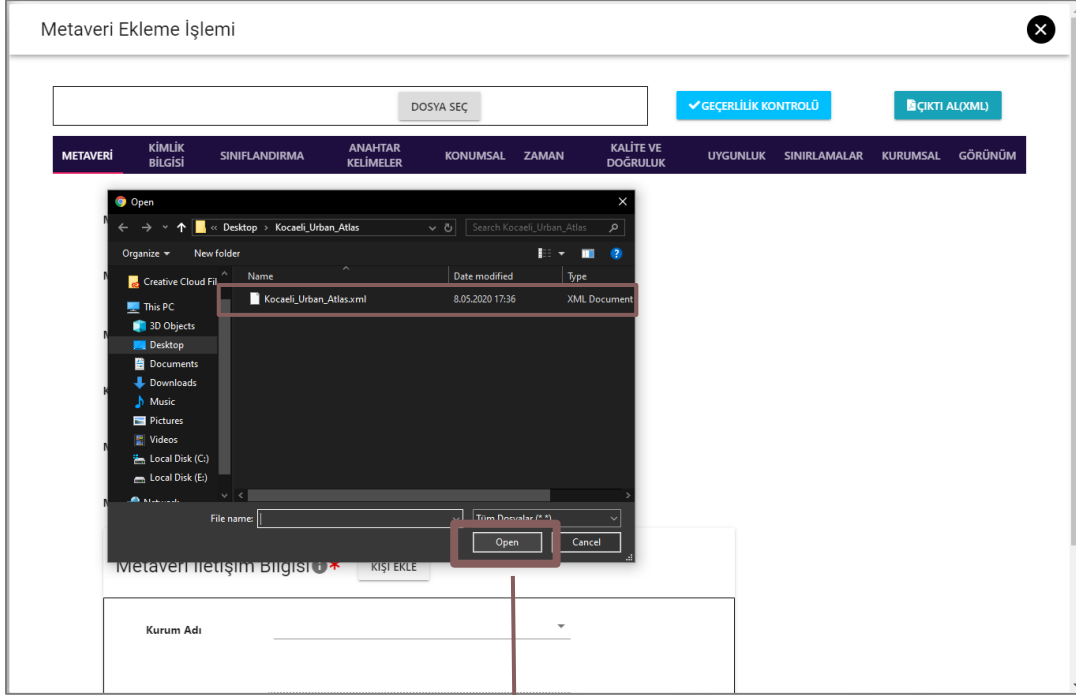 Metaveri Ekleme İşlemi
DOSYA SEÇ
GEÇERLİLİK KONTROLÜ
ÇIKTI AL(XML)
METAVERİ
KİMLİK BİLGİSİ
SINIFLANDIRMA
ANAHTAR KELİMELER
KONUMSAL
ZAMAN
KALİTE VE DOĞRULUK
UYGUNLUK
SINIRLAMALAR
KURUMSAL
GÖRÜNÜM
Open
« Desktop › Kocaeli_Urban_Atlas
Search Kocaeli_Urban_Atlas
Organize
New folder
Name
Date modified
Type
Creative Cloud Fil
Kocaeli_Urban_Atlas.xml
8.05.2020 17:36
XML Document
This PC
3D Objects
Desktop
Documents
Downloads
Music
Pictures
Videos
Local Disk (C:)
Local Disk (E:)
Network
File name:
Tüm Dosyalar (*.*)
Open
Cancel
Metaveri İletişim Bilgisi *
KİŞİ EKLE
Kurum Adı